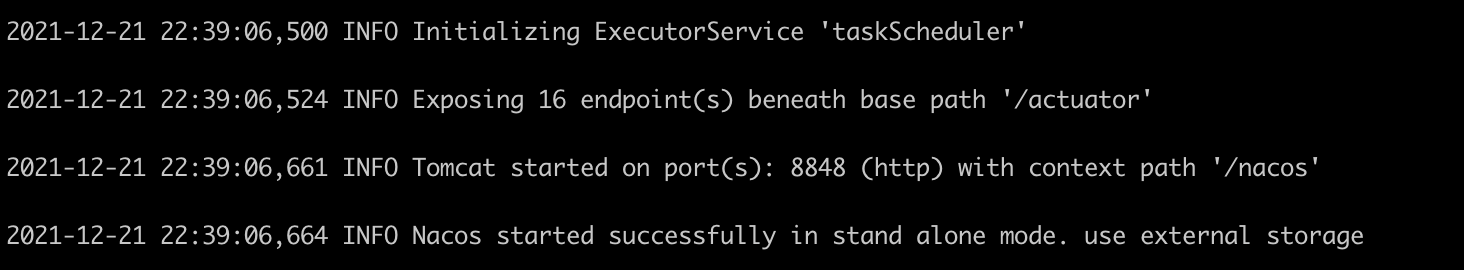 2021-12-21 22:39:06,500 INFO Initializing ExecutorService 'taskScheduler'
2021-12-21 22:39:06,524 INFO Exposing 16 endpoint(s) beneath base path '/actuator'
2021-12-21 22:39:06,661 INFO Tomcat started on port(s): 8848 (http) with context path '/nacos'
2021-12-21 22:39:06,664 INFO Nacos started successfully in stand alone mode. use external storage